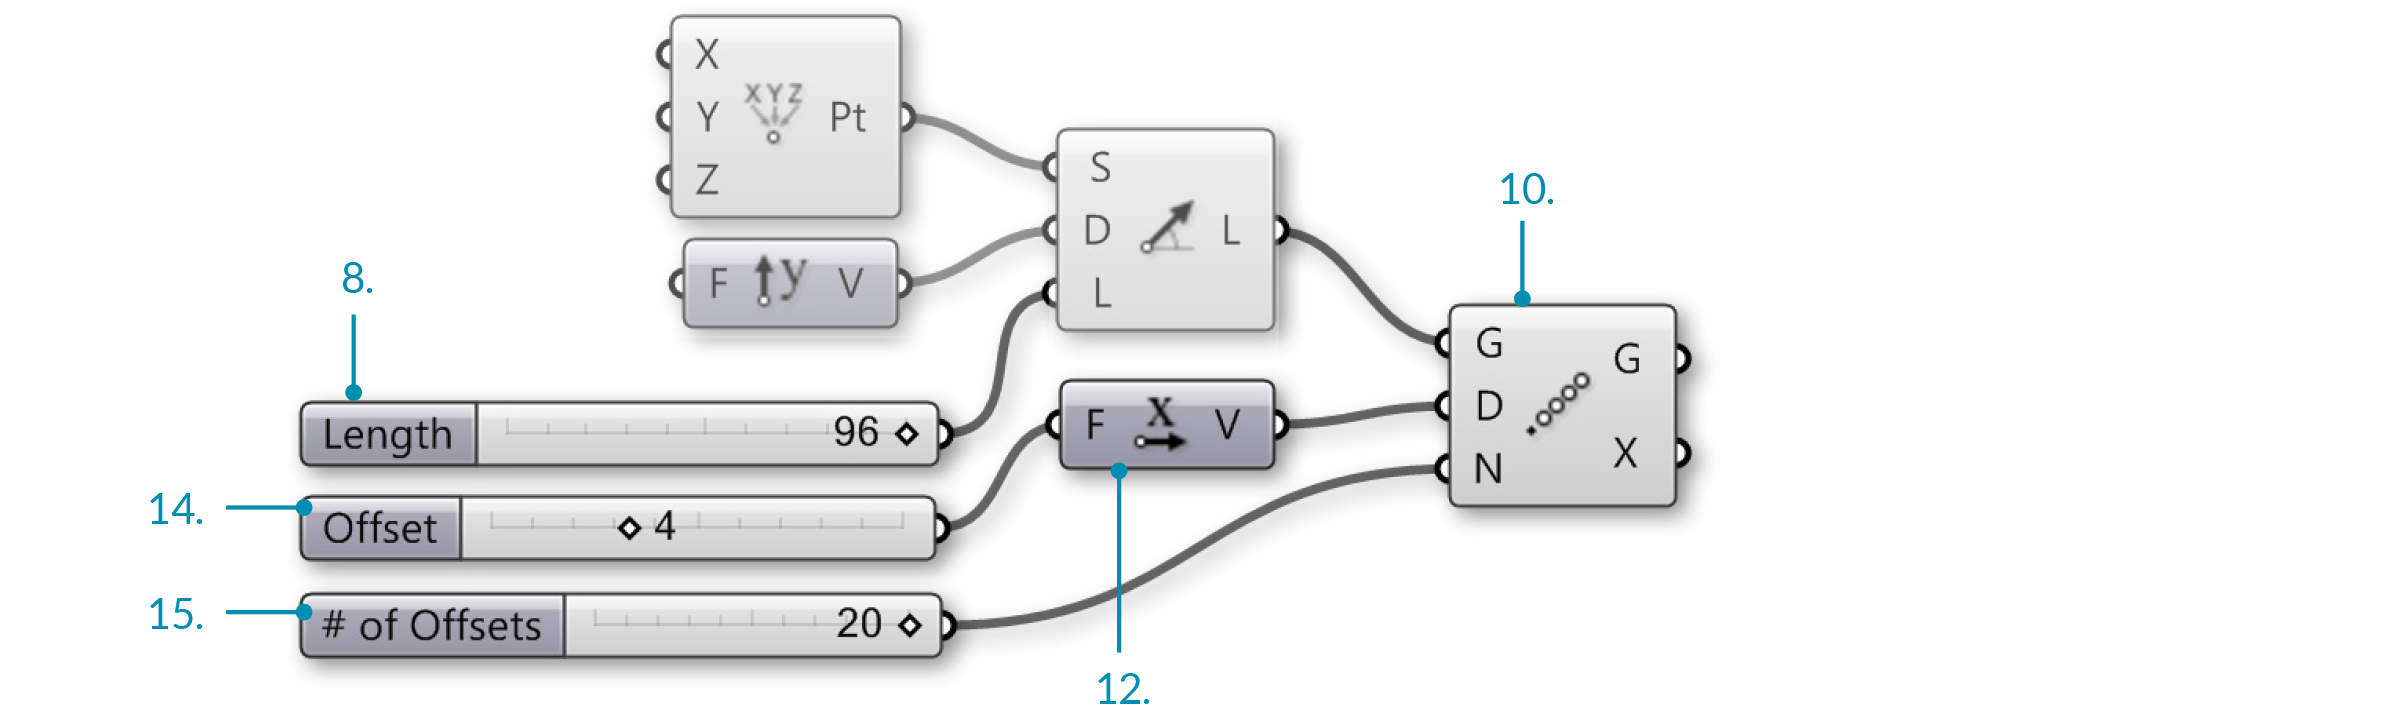 X
Y
Z
X Y Z
Pt
F
y
V
S
D
L
L
8.
Length
96
14.
Offset
4
15.
# of Offsets
20
F
X
V
12.
10.
G
D
N
G
X